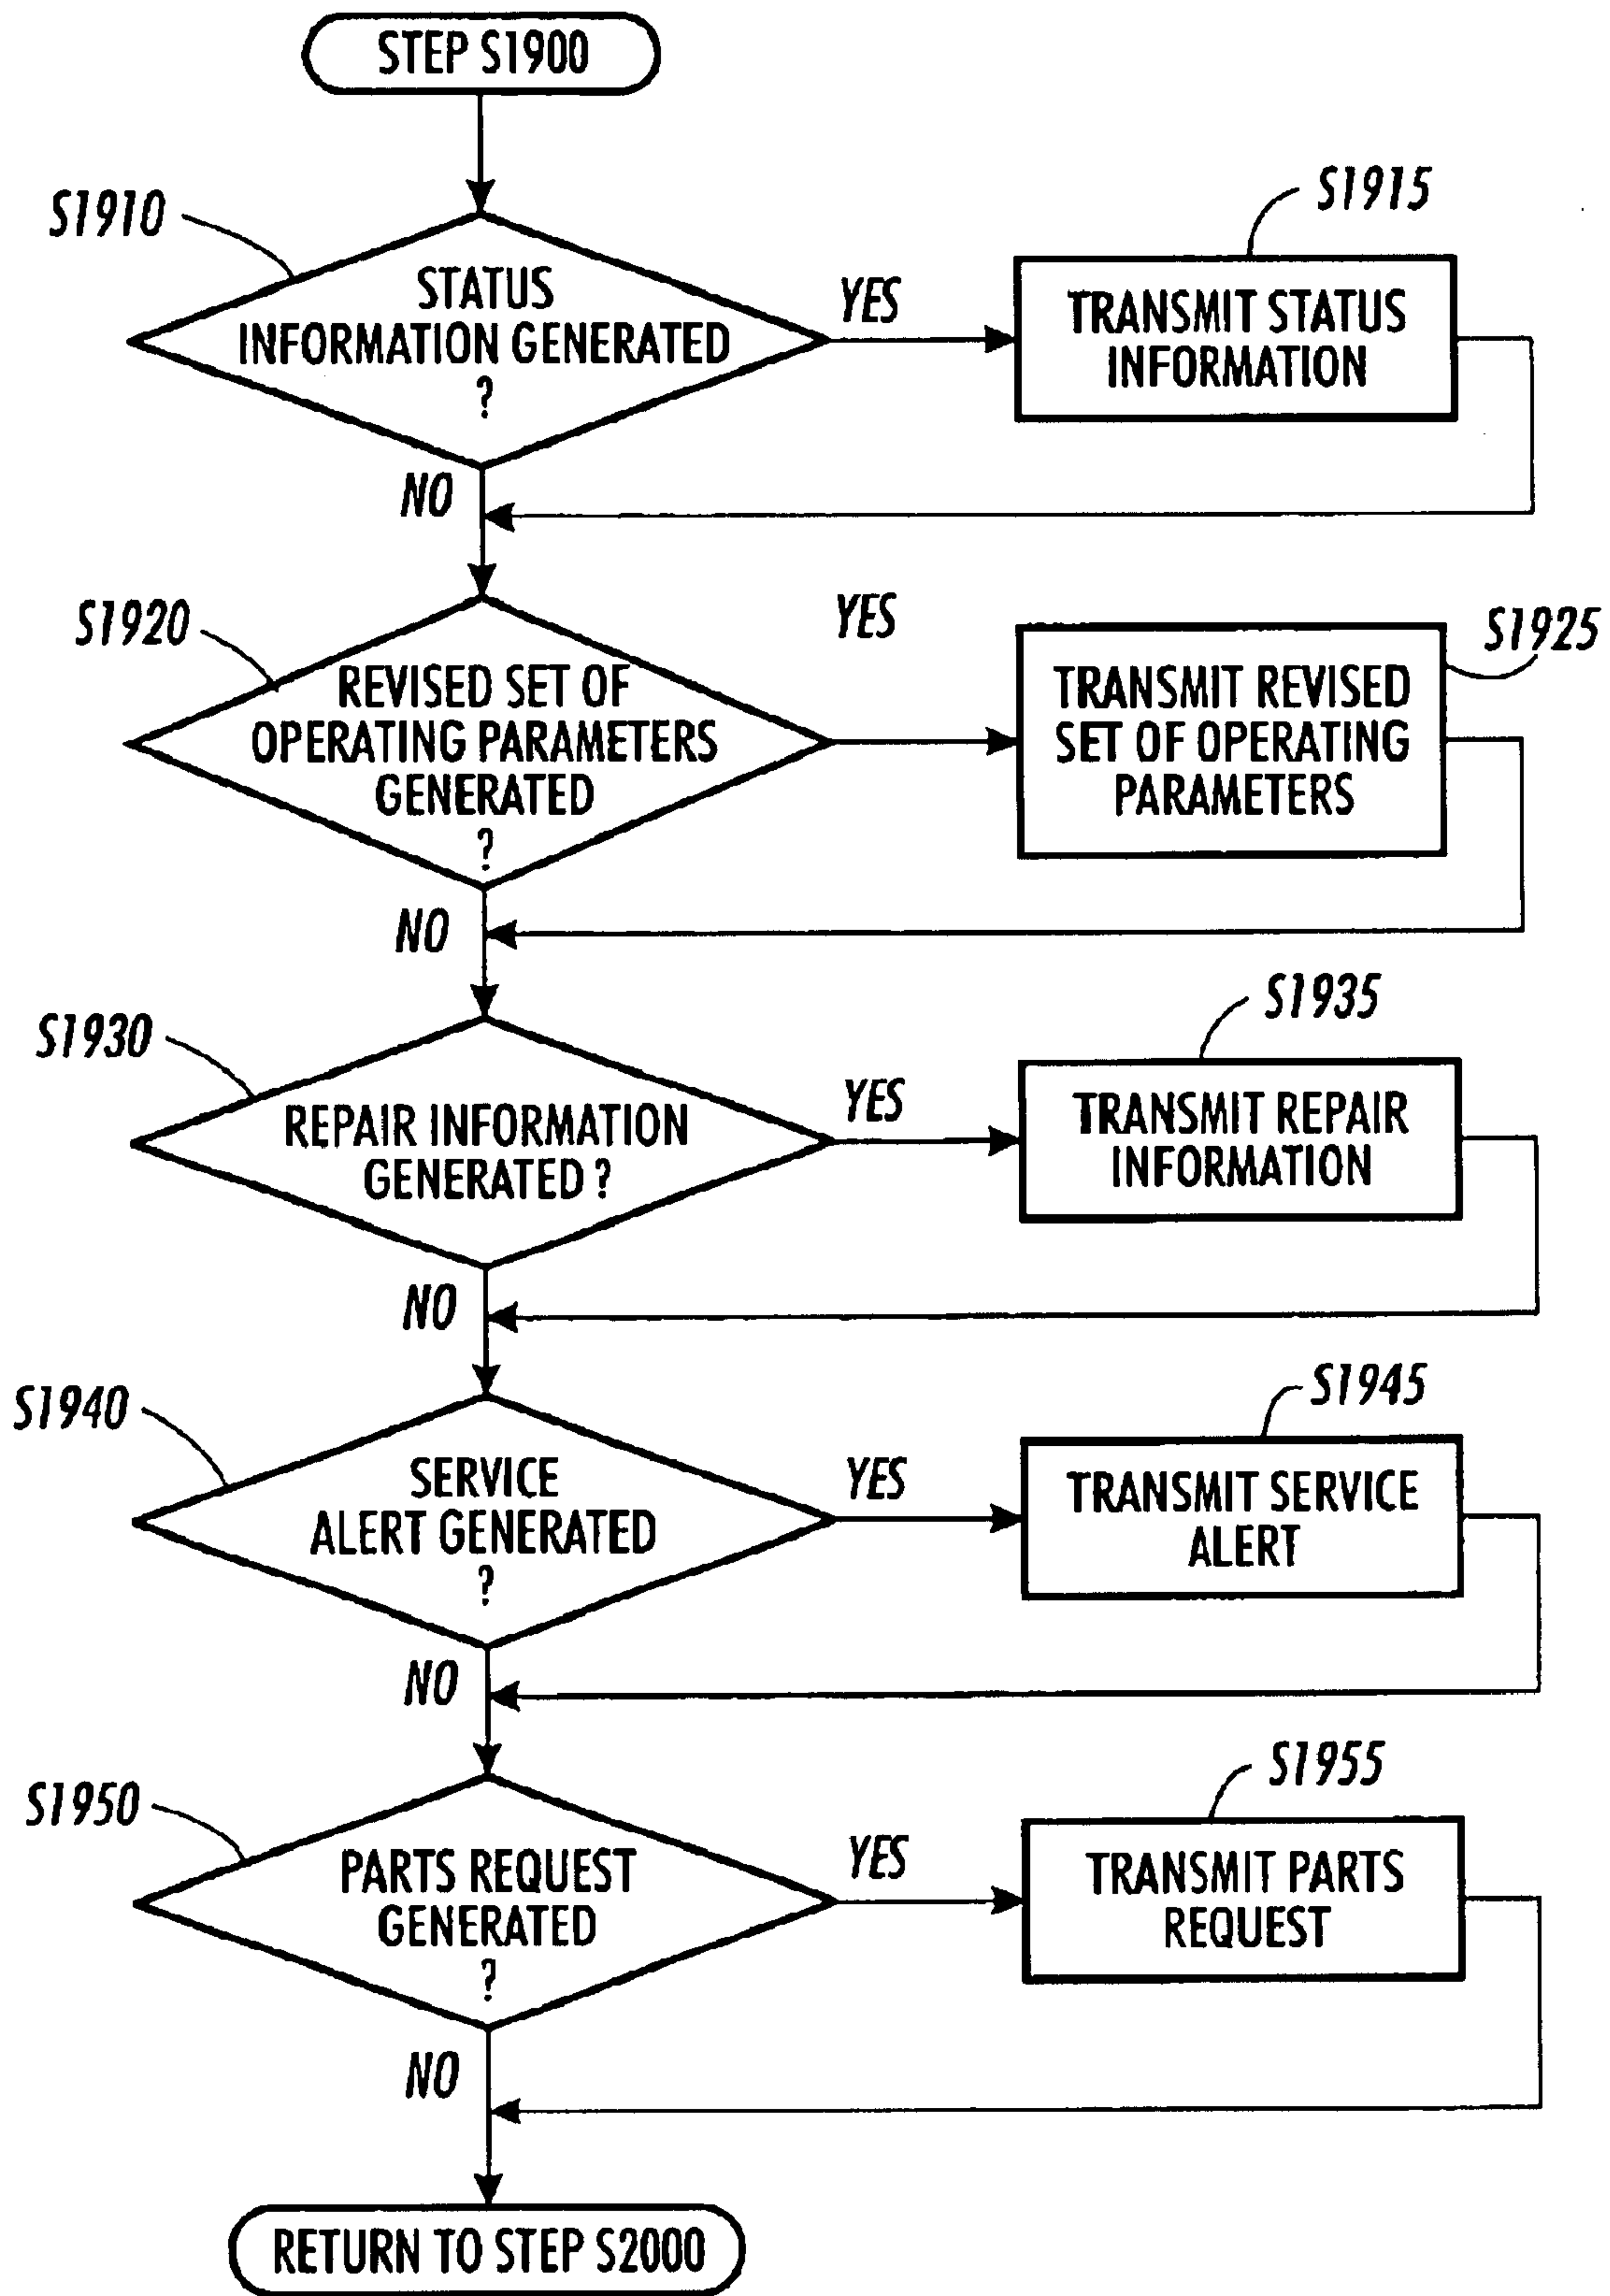 STEP S1900
S1910
STATUS
INFORMATION GENERATED
?
YES
S1915
TRANSMIT STATUS
INFORMATION
NO
S1920
REVISED SET OF
OPERATING PARAMETERS
GENERATED
?
YES
S1925
TRANSMIT REVISED
SET OF OPERATING
PARAMETERS
NO
S1930
REPAIR INFORMATION
GENERATED ?
YES
S1935
TRANSMIT REPAIR
INFORMATION
NO
S1940
SERVICE
ALERT GENERATED
?
YES
S1945
TRANSMIT SERVICE
ALERT
NO
S1950
PARTS REQUEST
GENERATED
?
YES
S1955
TRANSMIT PARTS
REQUEST
NO
RETURN TO STEP S2000